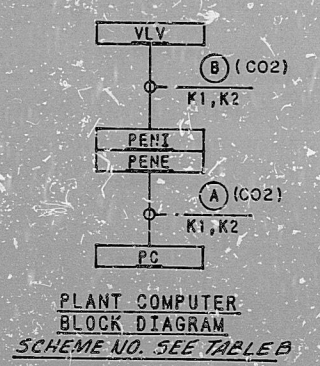 VLV
B (CO2)
K1,K2
PENI
PENE
A (CO2)
K1,K2
PC
PLANT COMPUTER
BLOCK DIAGRAM
SCHEME NO. SEE TABLE B